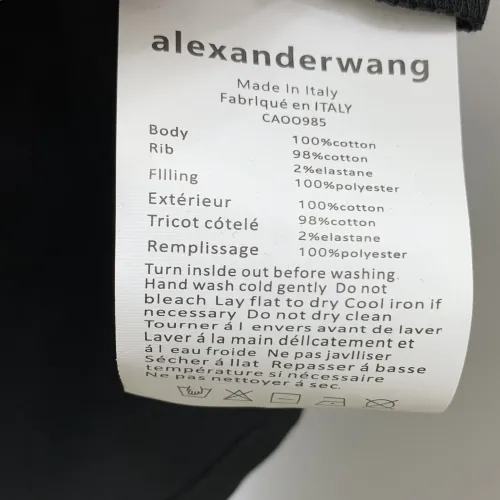 alexanderwang
Made In Italy
Fabrlqué en ITALY
CAOO985
Body 100%cotton
Rib 98%cotton
2%elastane
Fllling 100%polyester
Extérieur 100%cotton
Tricot cótelé 98%cotton
2%elastane
Remplissage 100%polyester
Turn inslde out before washing.
Hand wash cold gently Do not
bleach Lay flat to dry Cool iron if
necessary Do not dry clean
Tourner á l envers avant de laver
Laver á la main déllcatement et
á l eau froide Ne pas javlliser
Sécher á llat Repasser á basse
température si nécessaire
Ne pas nettoyer á sec.